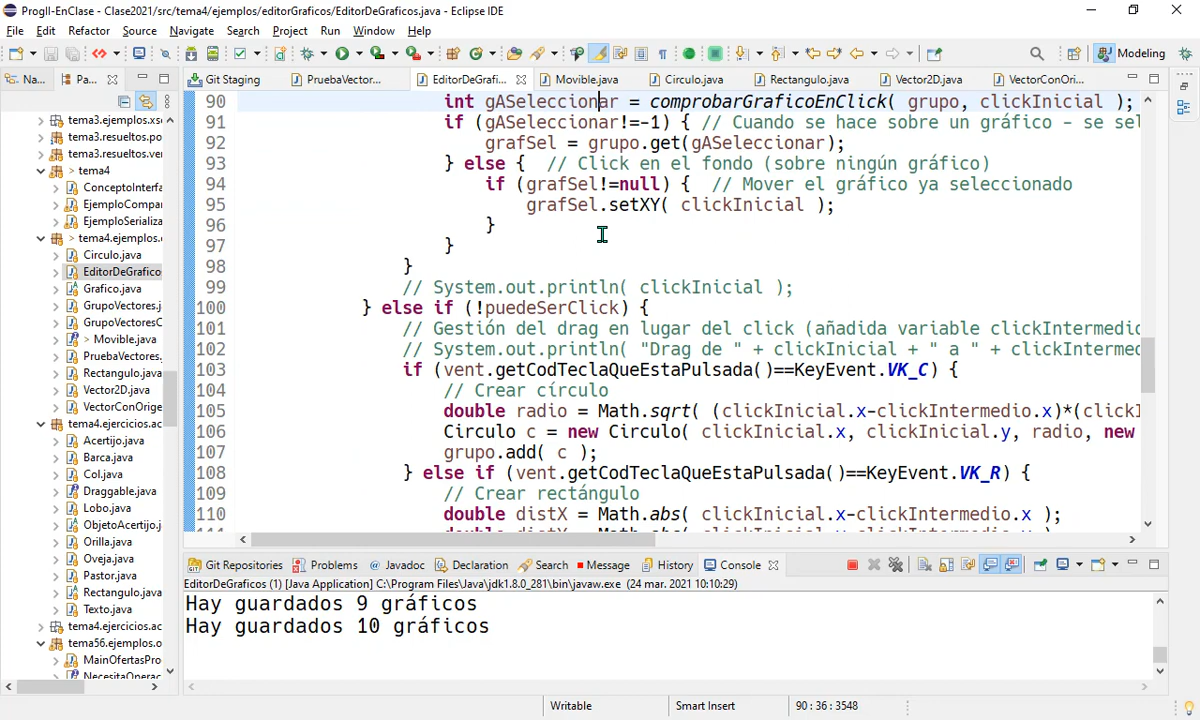 ProgII-EnClase - Clase2021/src/tema4/ejemplos/editorGraficos/EditorDeGraficos.java - Eclipse IDE
File Edit Refactor Source Navigate Search Project Run Window Help
Modeling
Na... Pa... Git Staging PruebaVector... EditorDeGrafi... Movible.java Circulo.java Rectangulo.java Vector2D.java VectorConOri...
tema3.ejemplos.xs
tema3.resueltos.po
tema3.resueltos.ver
> tema4
ConceptoInterfa
EjemploCompar
EjemploSerializa
> tema4.ejemplos.
Circulo.java
EditorDeGrafico
Grafico.java
GrupoVectores.j
GrupoVectoresC
> Movible.java
PruebaVectores.
Rectangulo.java
Vector2D.java
VectorConOrige
tema4.ejercicios.ac
Acertijo.java
Barca.java
Col.java
Draggable.java
Lobo.java
ObjetoAcertijo.j
Orilla.java
Oveja.java
Pastor.java
Rectangulo.java
Texto.java
tema4.ejercicios.ac
tema56.ejemplos.o
MainOfertasPro
NecesitaOperac
90 int gASeleccionar = comprobarGraficoEnClick( grupo, clickInicial );
91 if (gASeleccionar!=-1) { // Cuando se hace sobre un gráfico - se sel
92 grafSel = grupo.get(gASeleccionar);
93 } else { // Click en el fondo (sobre ningún gráfico)
94 if (grafSel!=null) { // Mover el gráfico ya seleccionado
95 grafSel.setXY( clickInicial );
96 }
97 }
98 }
99 // System.out.println( clickInicial );
100 } else if (!puedeSerClick) {
101 // Gestión del drag en lugar del click (añadida variable clickIntermedio
102 // System.out.println( "Drag de " + clickInicial + " a " + clickIntermed
103 if (vent.getCodTeclaQueEstaPulsada()==KeyEvent.VK_C) {
104 // Crear círculo
105 double radio = Math.sqrt( (clickInicial.x-clickIntermedio.x)*(clickI
106 Circulo c = new Circulo( clickInicial.x, clickInicial.y, radio, new
107 grupo.add( c );
108 } else if (vent.getCodTeclaQueEstaPulsada()==KeyEvent.VK_R) {
109 // Crear rectángulo
110 double distX = Math.abs( clickInicial.x-clickIntermedio.x );
Git Repositories Problems Javadoc Declaration Search Message History Console
EditorDeGraficos (1) [Java Application] C:\Program Files\Java\jdk1.8.0_281\bin\javaw.exe (24 mar. 2021 10:10:29)
Hay guardados 9 gráficos
Hay guardados 10 gráficos
Writable Smart Insert 90 : 36 : 3548